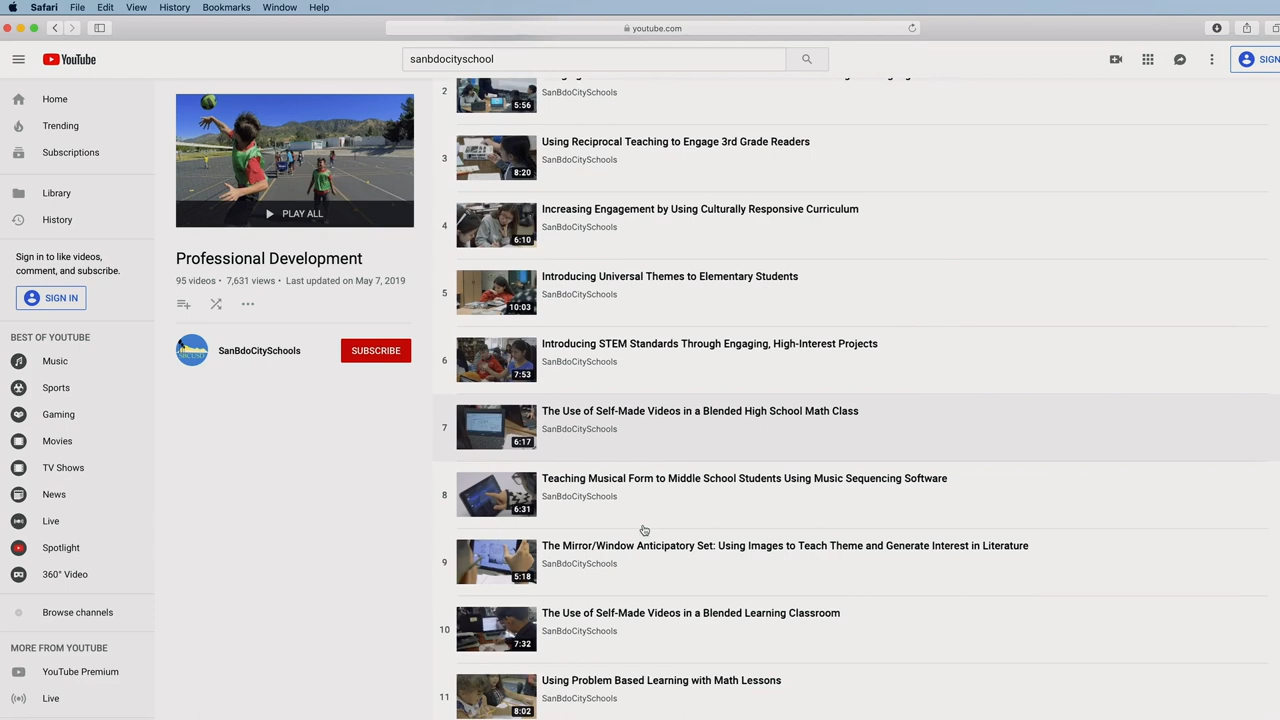 Safari File Edit View History Bookmarks Window Help
youtube.com
YouTube
sanbdocityschool
SIGN
Home
Trending
Subscriptions
Library
History
Sign in to like videos,
comment, and subscribe.
SIGN IN
BEST OF YOUTUBE
Music
Sports
Gaming
Movies
TV Shows
News
Live
Spotlight
360° Video
Browse channels
MORE FROM YOUTUBE
YouTube Premium
Live
PLAY ALL
Professional Development
95 videos • 7,631 views • Last updated on May 7, 2019
SanBdoCitySchools
SUBSCRIBE
2
5:56
SanBdoCitySchools
3
8:20
Using Reciprocal Teaching to Engage 3rd Grade Readers
SanBdoCitySchools
4
6:10
Increasing Engagement by Using Culturally Responsive Curriculum
SanBdoCitySchools
5
10:03
Introducing Universal Themes to Elementary Students
SanBdoCitySchools
6
7:53
Introducing STEM Standards Through Engaging, High-Interest Projects
SanBdoCitySchools
7
6:17
The Use of Self-Made Videos in a Blended High School Math Class
SanBdoCitySchools
8
6:31
Teaching Musical Form to Middle School Students Using Music Sequencing Software
SanBdoCitySchools
9
5:18
The Mirror/Window Anticipatory Set: Using Images to Teach Theme and Generate Interest in Literature
SanBdoCitySchools
10
7:32
The Use of Self-Made Videos in a Blended Learning Classroom
SanBdoCitySchools
11
8:02
Using Problem Based Learning with Math Lessons
SanBdoCitySchools